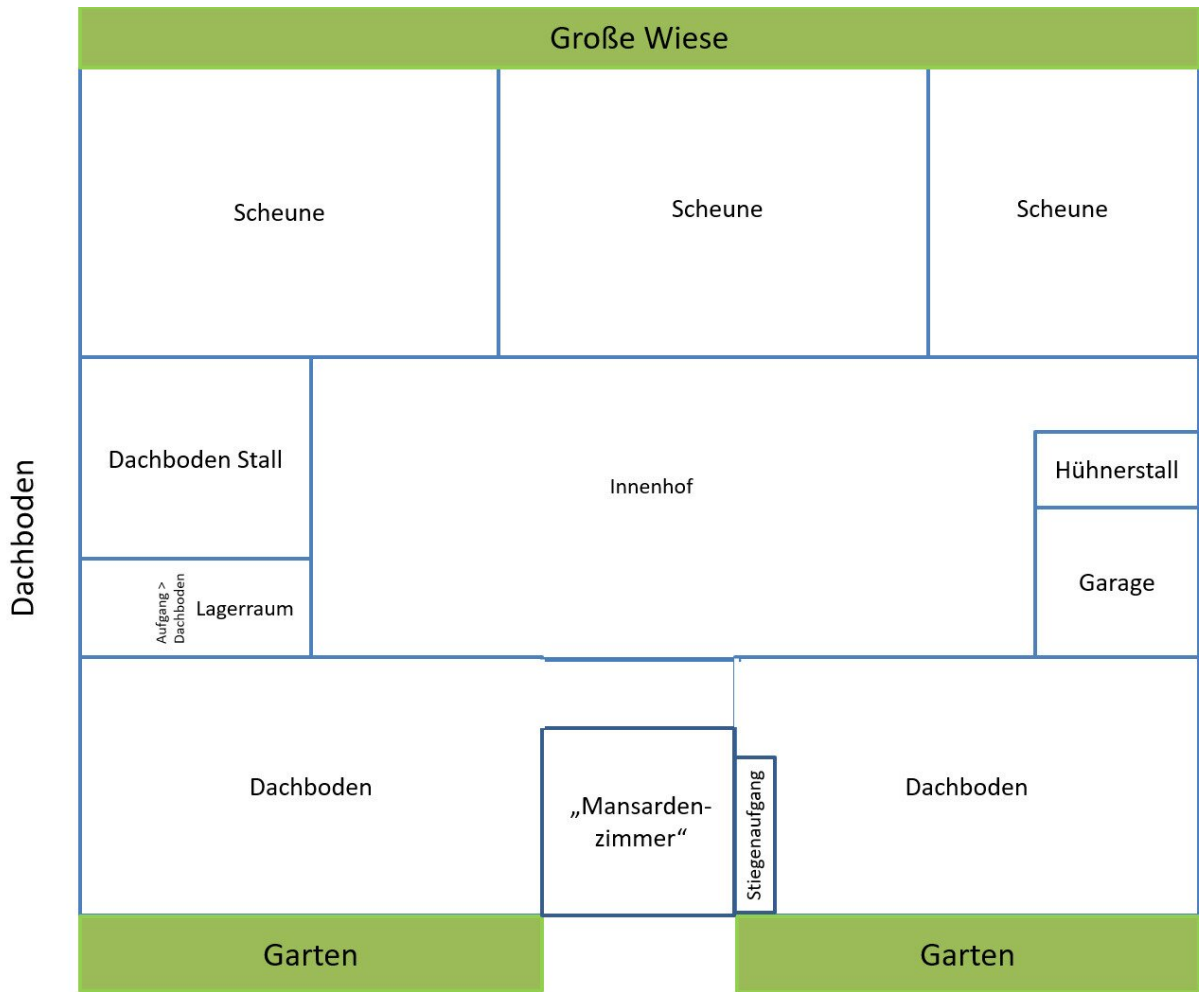 Große Wiese
Scheune
Scheune
Scheune
Dachboden
Dachboden Stall
Innenhof
Hühnerstall
Garage
Aufgang >
Dachboden
Lagerraum
Dachboden
„Mansarden-
zimmer“
Stiegenaufgang
Dachboden
Garten
Garten